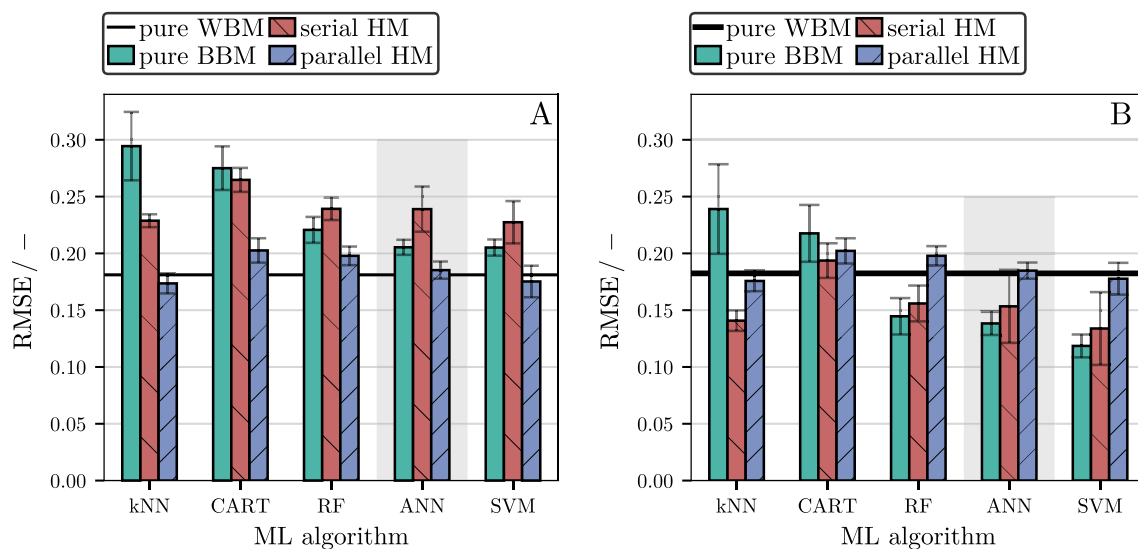 pure WBM
serial HM
pure BBM
parallel HM
A
RMSE / −
0.30
0.25
0.20
0.15
0.10
0.05
0.00
kNN
CART
RF
ANN
SVM
ML algorithm
pure WBM
serial HM
pure BBM
parallel HM
B
RMSE / −
0.30
0.25
0.20
0.15
0.10
0.05
0.00
kNN
CART
RF
ANN
SVM
ML algorithm